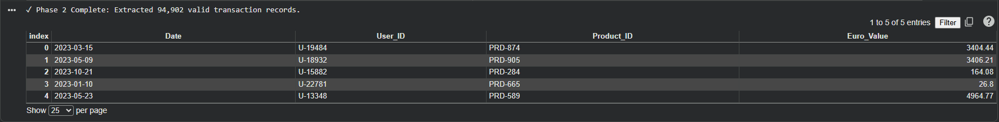 ✓ Phase 2 Complete: Extracted 94,902 valid transaction records.
1 to 5 of 5 entries Filter
index Date User_ID Product_ID Euro_Value
0 2023-03-15 U-19484 PRD-874 3404.44
1 2023-05-09 U-18932 PRD-905 3406.21
2 2023-10-21 U-15882 PRD-284 164.08
3 2023-01-10 U-22781 PRD-665 26.8
4 2023-05-23 U-13348 PRD-589 4964.77
Show 25 per page